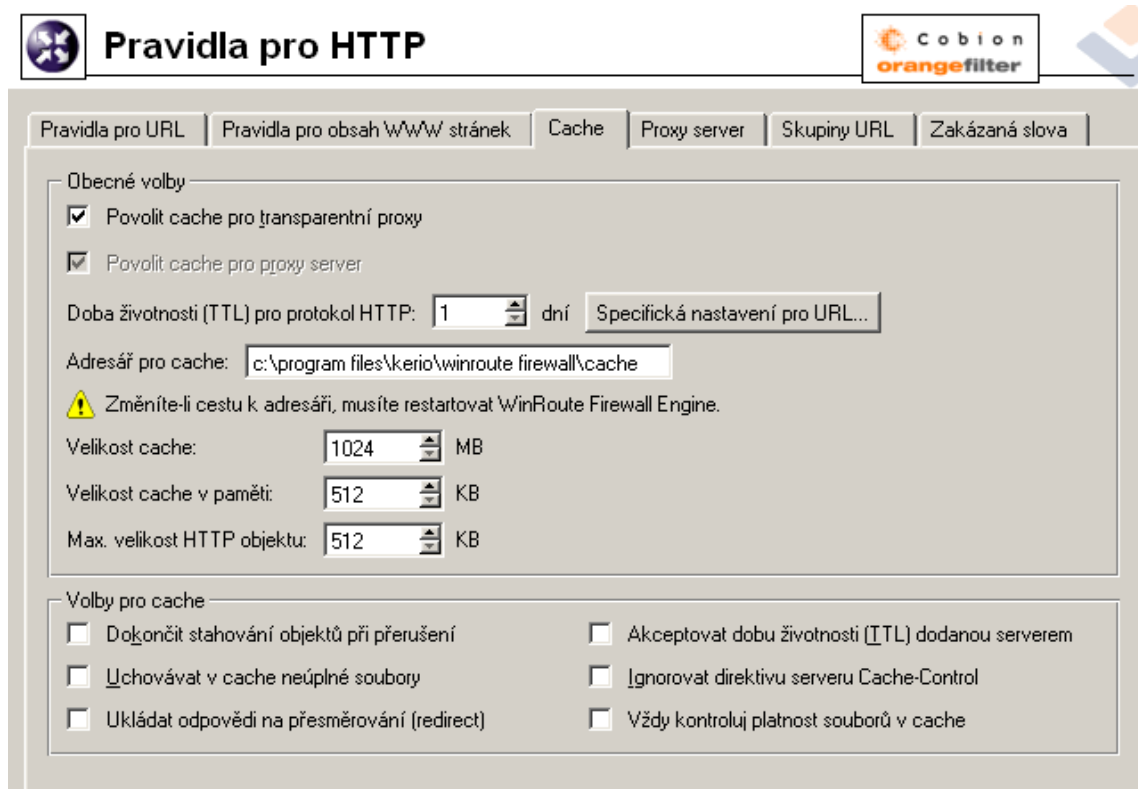 Pravidla pro HTTP
Cobion
orangefilter
Pravidla pro URL
Pravidla pro obsah WWW stránek
Cache
Proxy server
Skupiny URL
Zakázaná slova
Obecné volby
Povolit cache pro transparentní proxy
Povolit cache pro proxy server
Doba životnosti (TTL) pro protokol HTTP: 1 dní Specifická nastavení pro URL...
Adresář pro cache: c:\program files\kerio\winroute firewall\cache
Změníte-li cestu k adresáři, musíte restartovat WinRoute Firewall Engine.
Velikost cache: 1024 MB
Velikost cache v paměti: 512 KB
Max. velikost HTTP objektu: 512 KB
Volby pro cache
Dokončit stahování objektů při přerušení
Uchovávat v cache neúplné soubory
Ukládat odpovědi na přesměrování (redirect)
Akceptovat dobu životnosti (TTL) dodanou serverem
Ignorovat direktivu serveru Cache-Control
Vždy kontroluj platnost souborů v cache